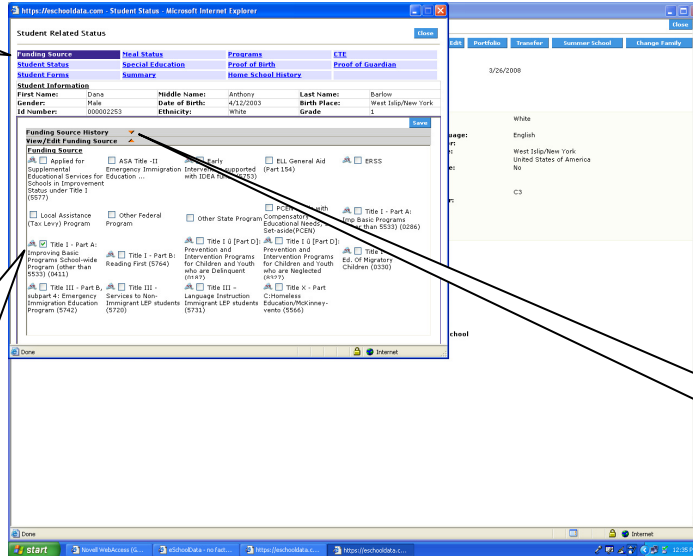 https://eschooldata.com - Student Status - Microsoft Internet Explorer
Student Related Status
Close
Funding Source Meal Status Programs CTE
Student Status Special Education Proof of Birth Proof of Guardian
Student Forms Summary Home School History
Student Information
First Name: Dana Middle Name: Anthony Last Name: Barlow
Gender: Male Date of Birth: 4/12/2003 Birth Place: West Islip/New York
Id Number: 000002253 Ethnicity: White Grade 1
Save
Funding Source History
View/Edit Funding Source
Funding Source
Applied for Supplemental Educational Services for Schools in Improvement Status under Title I (5577)
ASA Title -II Emergency Immigration Education ...
Early Intervention supported with IDEA (5753)
ELL General Aid (Part 154)
ERSS
Local Assistance (Tax Levy) Program
Other Federal Program
Other State Program
PCEN with Compensatory Educational Needs, Set-aside(PCEN)
Title I - Part A: Imp Basic Programs than 5533) (0286)
Title I - Part A: Improving Basic Programs School-wide Program (other than 5533) (0411)
Title I - Part B: Reading First (5764)
Title I û [Part D]: Prevention and Intervention Programs for Children and Youth who are Delinquent (0187)
Title I û [Part D]: Prevention and Intervention Programs for Children and Youth who are Neglected (8327)
Title I Ed. Of Migratory Children (0330)
Title III - Part B, subpart 4: Emergency Immigration Education Program (5742)
Title III - Services to Non-Immigrant LEP students (5720)
Title III – Language Instruction Immigrant LEP students (5731)
Title X - Part C:Homeless Education/McKinney-vento (5566)
Done
Internet
Close
Edit Portfolio Transfer Summer School Change Family
3/26/2008
White
English
West Islip/New York
United States of America
No
C3
Done
Internet
start
Novell WebAccess (G...
eSchoolData - no fast...
https://eschooldata.c...
https://eschooldata.c...
12:35